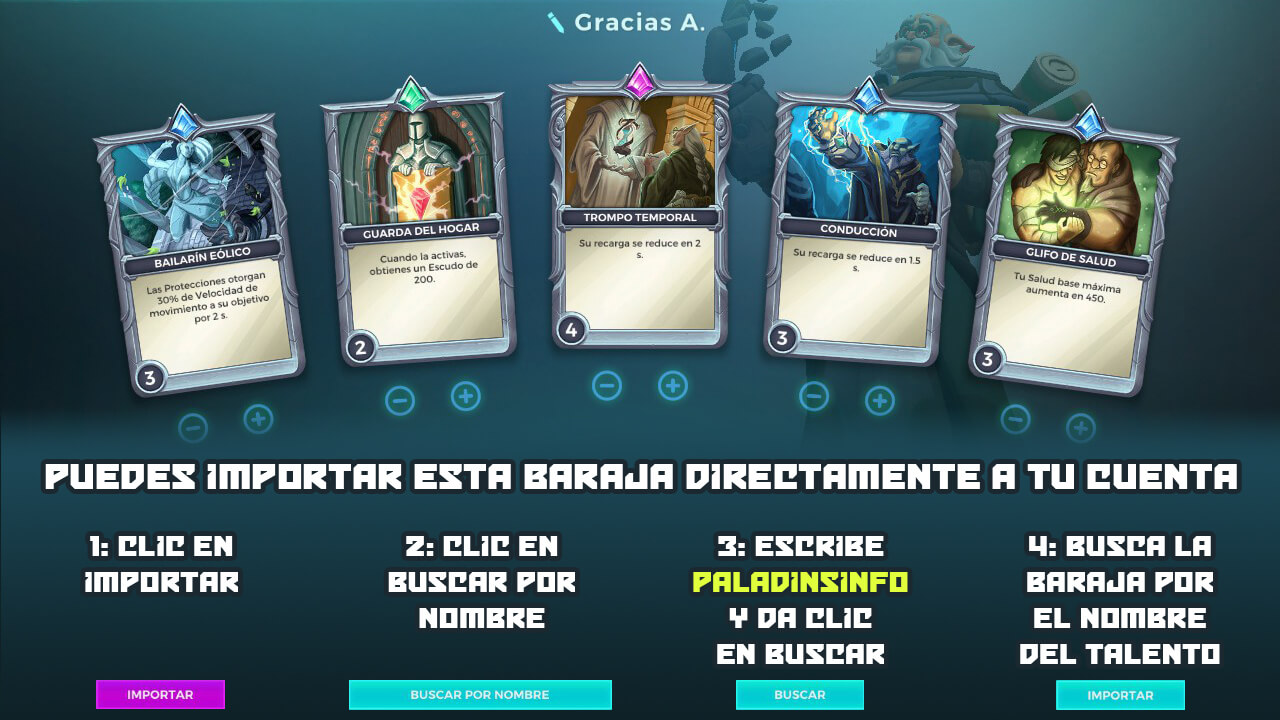 Gracias A.
BAILARÍN EÓLICO
Las Protecciones otorgan
30% de Velocidad de
movimiento a su objetivo
por 2 s.
3
GUARDA DEL HOGAR
Cuando la activas,
obtienes un Escudo de
200.
2
TROMPO TEMPORAL
Su recarga se reduce en 2
s.
4
CONDUCCIÓN
Su recarga se reduce en 1.5
s.
3
GLIFO DE SALUD
Tu Salud base máxima
aumenta en 450.
3
PUEDES IMPORTAR ESTA BARAJA DIRECTAMENTE A TU CUENTA
1: CLIC EN
IMPORTAR
IMPORTAR
2: CLIC EN
BUSCAR POR
NOMBRE
BUSCAR POR NOMBRE
3: ESCRIBE
PALADINSINFO
Y DA CLIC
EN BUSCAR
BUSCAR
4: BUSCA LA
BARAJA POR
EL NOMBRE
DEL TALENTO
IMPORTAR